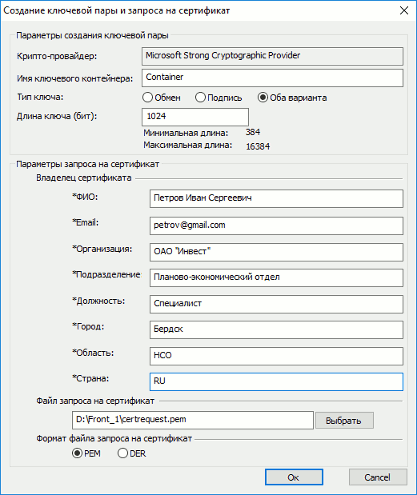 Создание ключевой пары и запроса на сертификат
Параметры создания ключевой пары
Крипто-провайдер: Microsoft Strong Cryptographic Provider
Имя ключевого контейнера: Container
Тип ключа: Обмен Подпись Оба варианта
Длина ключа (бит): 1024
Минимальная длина: 384
Максимальная длина: 16384
Параметры запроса на сертификат
Владелец сертификата
*ФИО: Петров Иван Сергеевич
*Email: petrov@gmail.com
*Организация: ОАО "Инвест"
*Подразделение Планово-экономический отдел
*Должность: Специалист
*Город: Бердск
*Область: НСО
*Страна: RU
Файл запроса на сертификат
D:\Front_1\certrequest.pem Выбрать
Формат файла запроса на сертификат
PEM DER
Ок Cancel